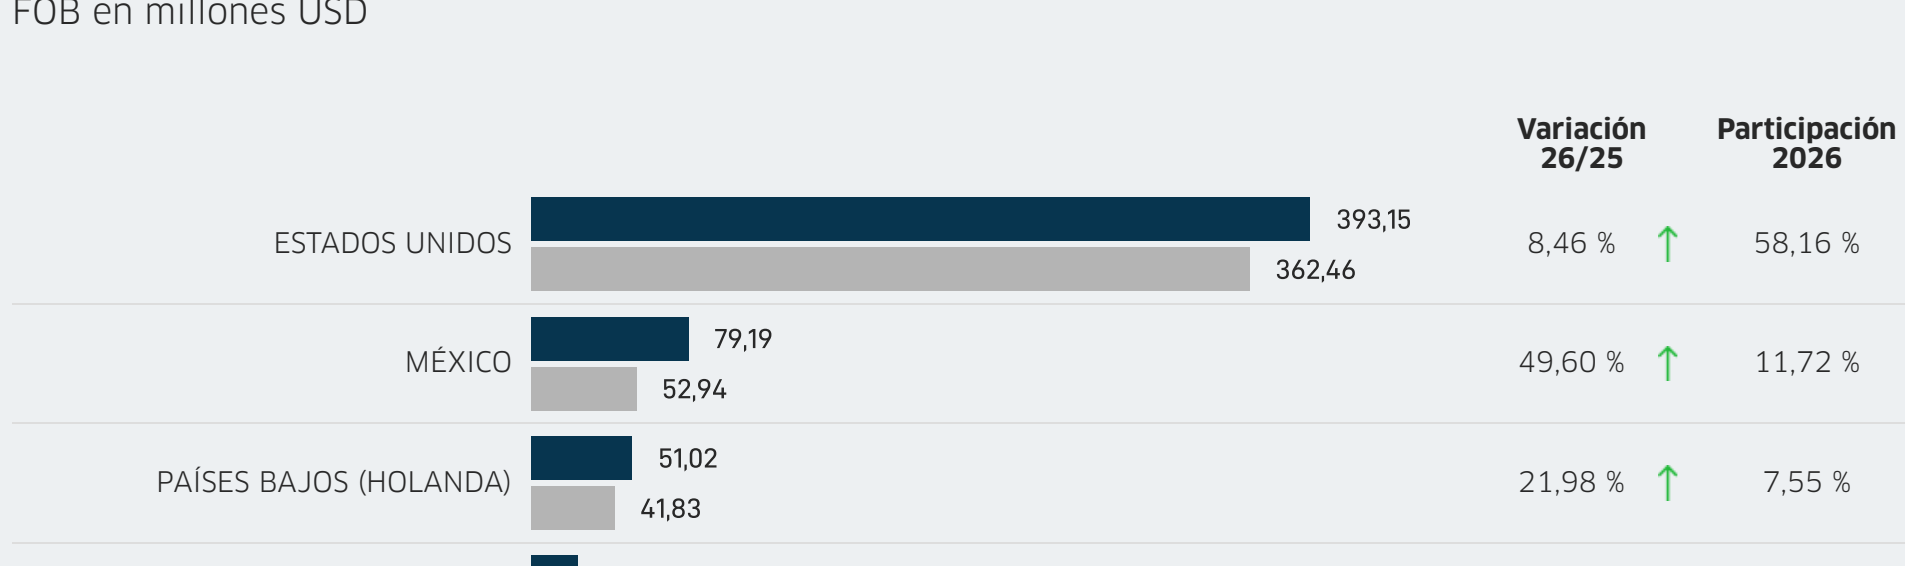 FOB en millones USD
Variación Participación
26/25 2026
393,15
ESTADOS UNIDOS 8,46 % ↑ 58,16 %
362,46
79,19
MÉXICO 49,60 % ↑ 11,72 %
52,94
51,02
PAÍSES BAJOS (HOLANDA) 21,98 % ↑ 7,55 %
41,83